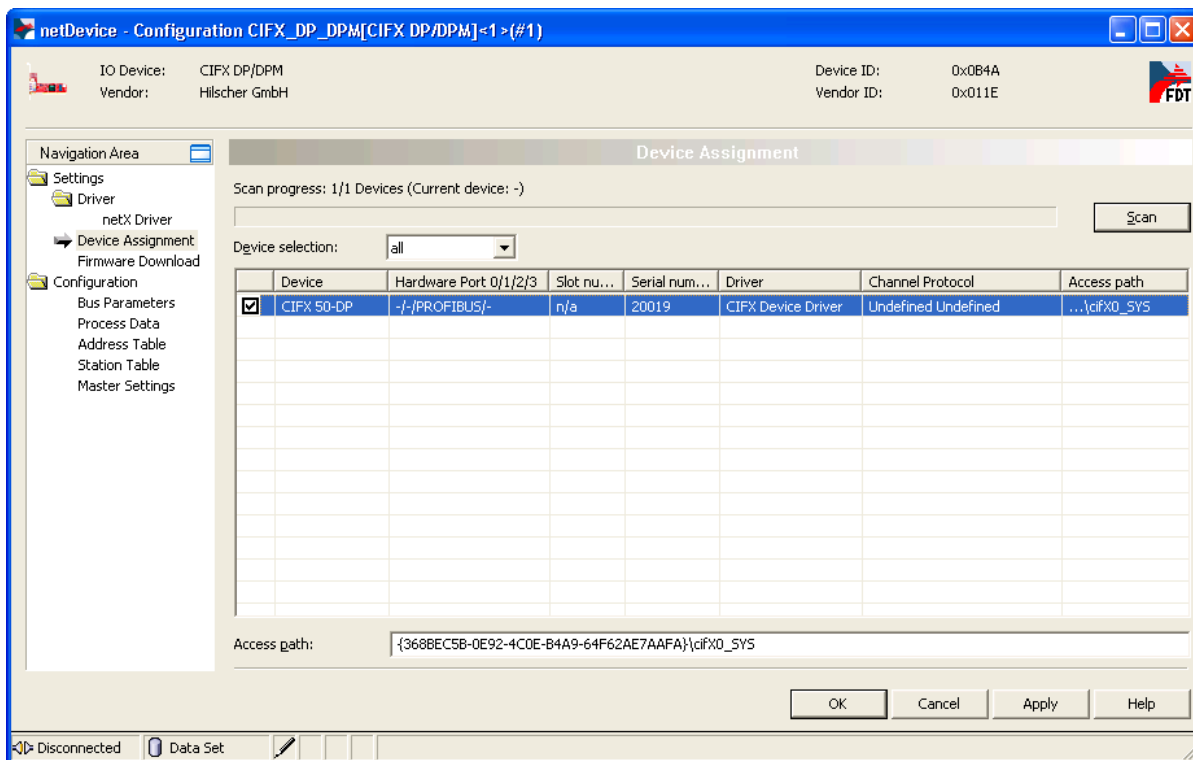 netDevice - Configuration CIFX_DP_DPM[CIFX DP/DPM]<1>(#1)
IO Device: CIFX DP/DPM Device ID: 0x0B4A
Vendor: Hilscher GmbH Vendor ID: 0x011E
FDT
Navigation Area
Settings
Driver
netX Driver
Device Assignment
Firmware Download
Configuration
Bus Parameters
Process Data
Address Table
Station Table
Master Settings
Device Assignment
Scan progress: 1/1 Devices (Current device: -)
Scan
Device selection: all
Device Hardware Port 0/1/2/3 Slot nu... Serial num... Driver Channel Protocol Access path
CIFX 50-DP -/-/PROFIBUS/- n/a 20019 CIFX Device Driver Undefined Undefined ...\cifX0_SYS
Access path: {368BEC5B-0E92-4C0E-B4A9-64F62AE7AAFA}\cifX0_SYS
OK Cancel Apply Help
Disconnected Data Set